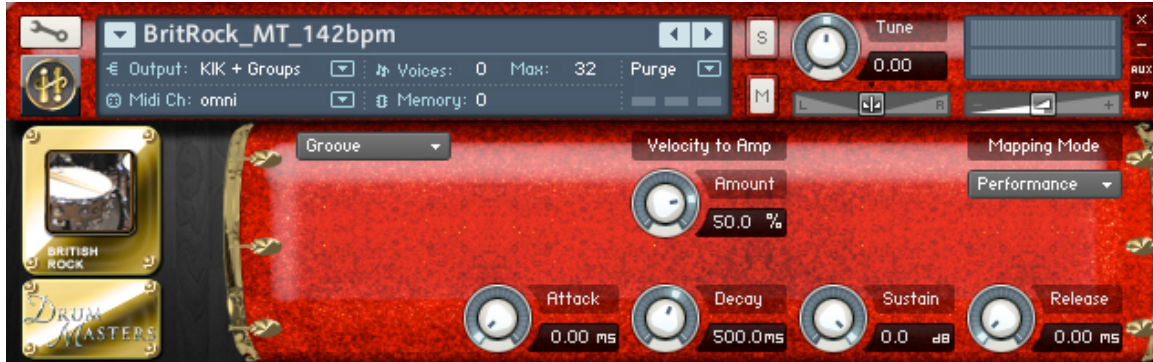 BritRock_MT_142bpm
S
Tune
0.00
×
−
AUX
PV
Output: KIK + Groups
Voices: 0 Max: 32
Purge
Midi Ch: omni
Memory: 0
M
L R
− +
Groove
Velocity to Amp
Mapping Mode
Amount
50.0 %
Performance
BRITISH
ROCK
DRUM
MASTERS
Attack
0.00 ms
Decay
500.0ms
Sustain
0.0 dB
Release
0.00 ms